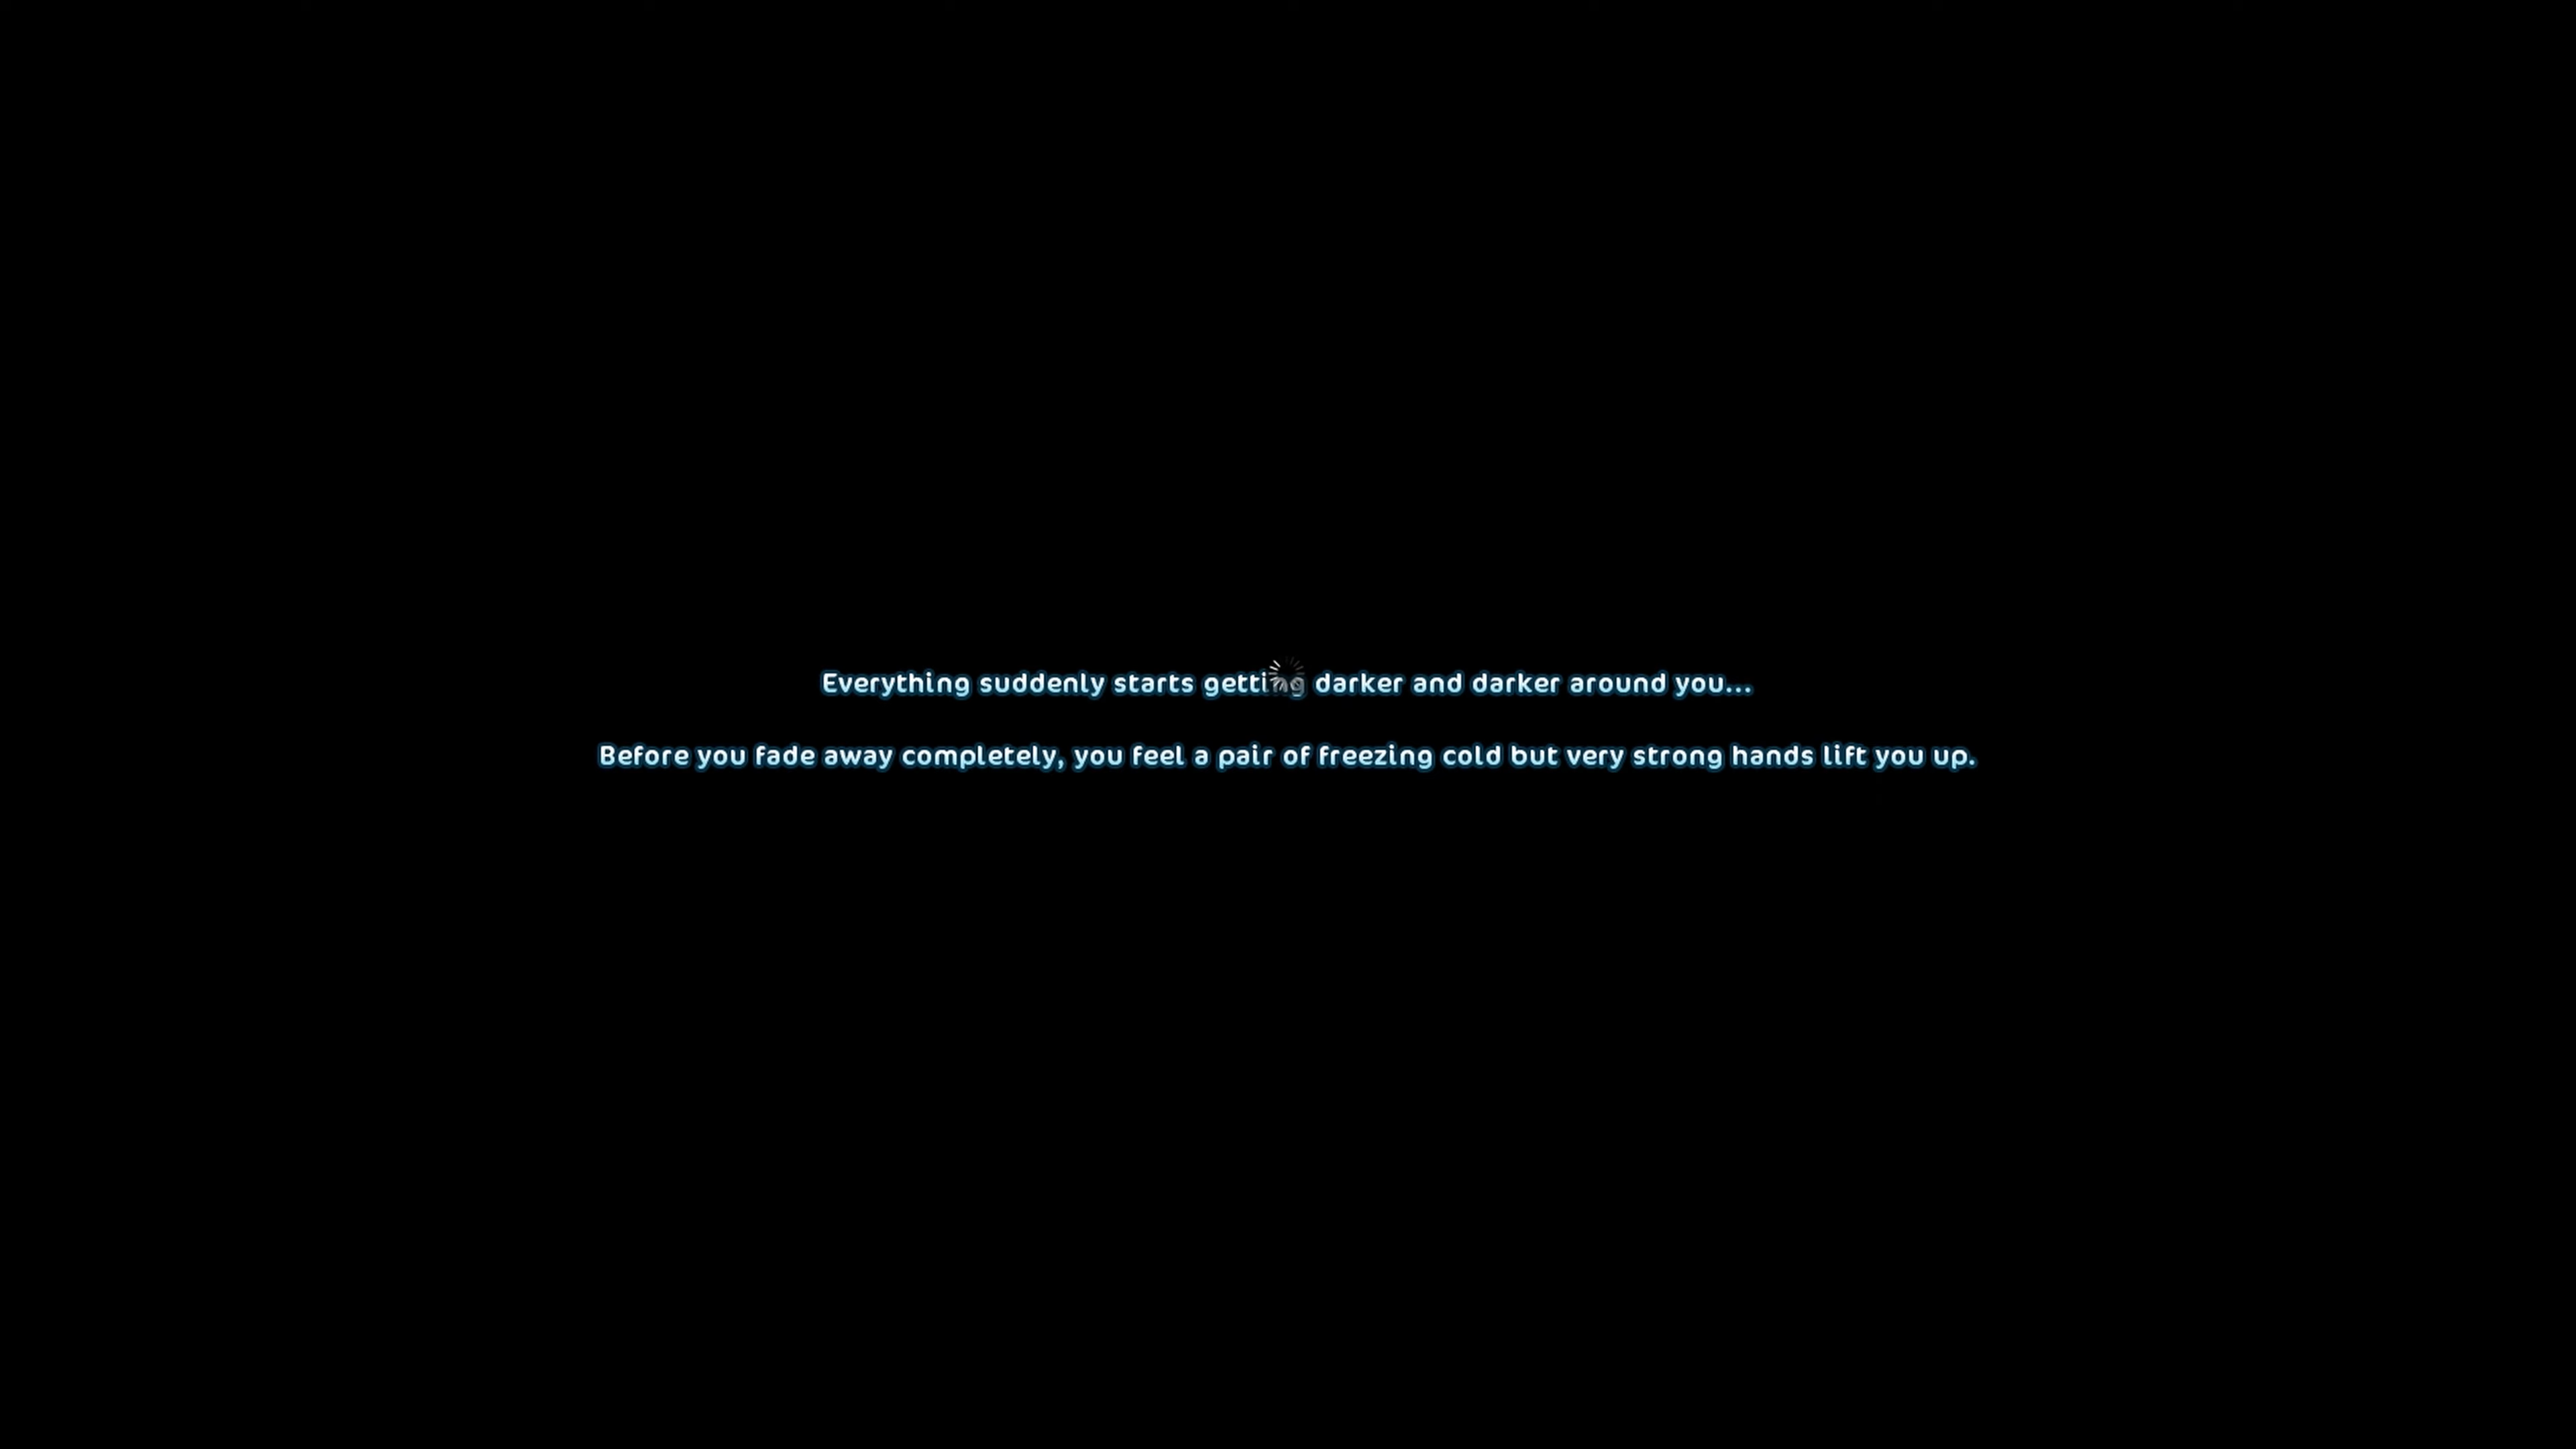 Everything suddenly starts getting darker and darker around you...
Before you fade away completely, you feel a pair of freezing cold but very strong hands lift you up.